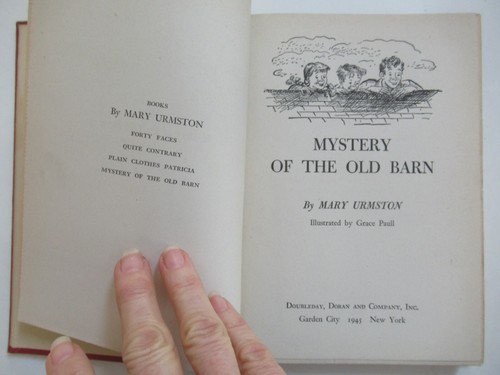 BOOKS
By MARY URMSTON
FORTY FACES
QUITE CONTRARY
PLAIN CLOTHES PATRICIA
MYSTERY OF THE OLD BARN
MYSTERY
OF THE OLD BARN
By MARY URMSTON
Illustrated by Grace Paull
DOUBLEDAY, DORAN AND COMPANY, INC.
Garden City 1945 New York